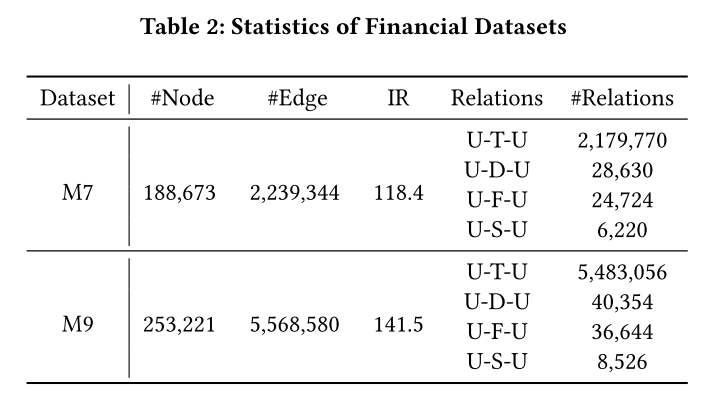 Table 2: Statistics of Financial Datasets
Dataset #Node #Edge IR Relations #Relations
M7 188,673 2,239,344 118.4
U-T-U 2,179,770
U-D-U 28,630
U-F-U 24,724
U-S-U 6,220
M9 253,221 5,568,580 141.5
U-T-U 5,483,056
U-D-U 40,354
U-F-U 36,644
U-S-U 8,526